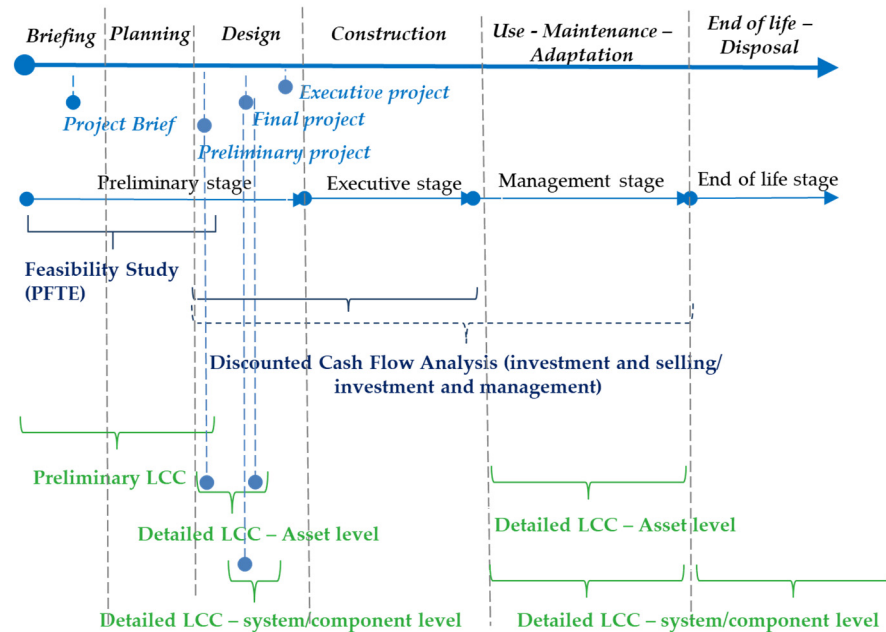 Briefing
Planning
Design
Construction
Use - Maintenance –
Adaptation
End of life –
Disposal
Executive project
Project Brief
Final project
Preliminary project
Preliminary stage
Executive stage
Management stage
End of life stage
Feasibility Study
(PFTE)
Discounted Cash Flow Analysis (investment and selling/
investment and management)
Preliminary LCC
Detailed LCC – Asset level
Detailed LCC – Asset level
Detailed LCC – system/component level
Detailed LCC – system/component level